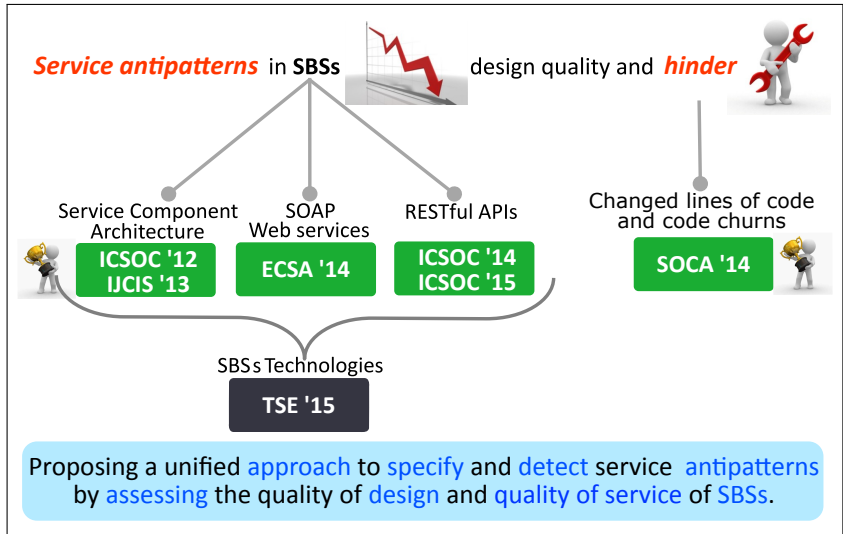 Service antipatterns in SBSs design quality and hinder
Service Component
Architecture
ICSOC '12
IJCIS '13
SOAP
Web services
ECSA '14
RESTful APIs
ICSOC '14
ICSOC '15
Changed lines of code
and code churns
SOCA '14
SBSs Technologies
TSE '15
Proposing a unified approach to specify and detect service antipatterns
by assessing the quality of design and quality of service of SBSs.